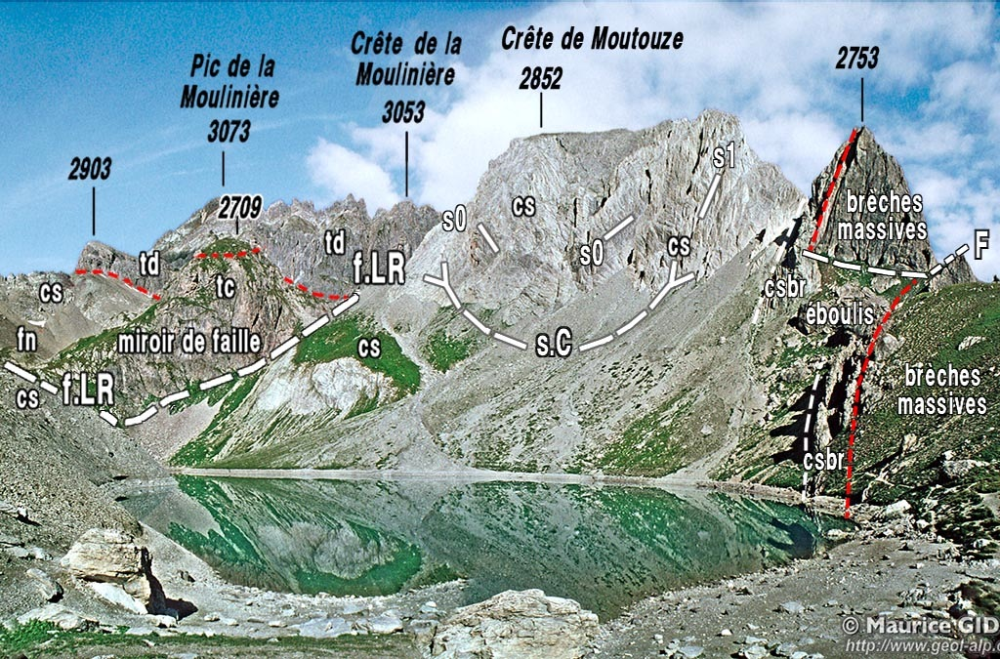 Crête de Moutouze
2852
Crête de la
Moulinière
3053
2753
Pic de la
Moulinière
3073
2903
2709
s1
s0
cs
brèches
massives
s0
cs
F
td
td
f.LR
cs
tc
csbr
éboulis
fn
miroir de faille
s.C
cs
cs
f.LR
brèches
massives
csbr
© Maurice GID
http://www.geol-alp.